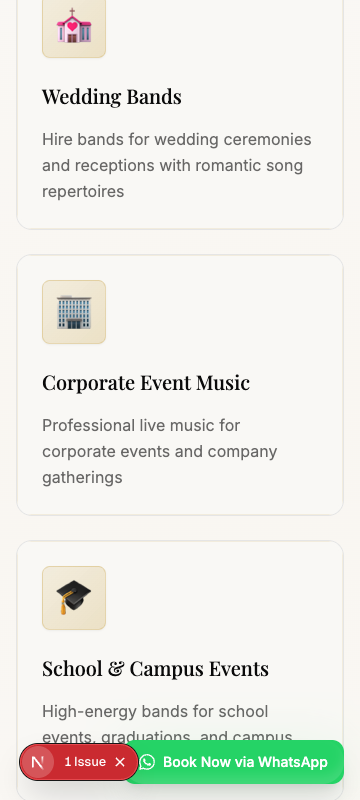 Wedding Bands
Hire bands for wedding ceremonies
and receptions with romantic song
repertoires
Corporate Event Music
Professional live music for
corporate events and company
gatherings
School & Campus Events
High-energy bands for school
events, graduations, and campus
N 1 Issue ×
Book Now via WhatsApp